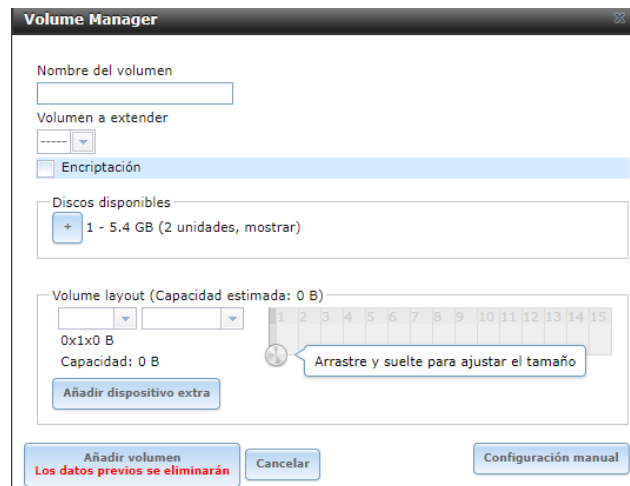 Volume Manager
Nombre del volumen
Volumen a extender
-----
Encriptación
Discos disponibles
+ 1 - 5.4 GB (2 unidades, mostrar)
Volume layout (Capacidad estimada: 0 B)
1 2 3 4 5 6 7 8 9 10 11 12 13 14 15
0x1x0 B
Capacidad: 0 B
Arrastre y suelte para ajustar el tamaño
Añadir dispositivo extra
Añadir volumen
Los datos previos se eliminarán
Cancelar
Configuración manual